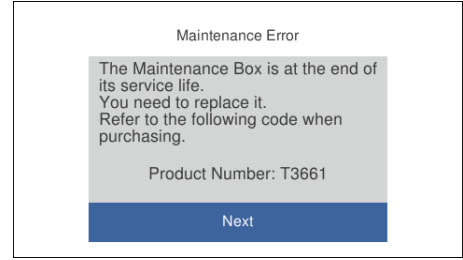 Maintenance Error
The Maintenance Box is at the end of
its service life.
You need to replace it.
Refer to the following code when
purchasing.
Product Number: T3661
Next